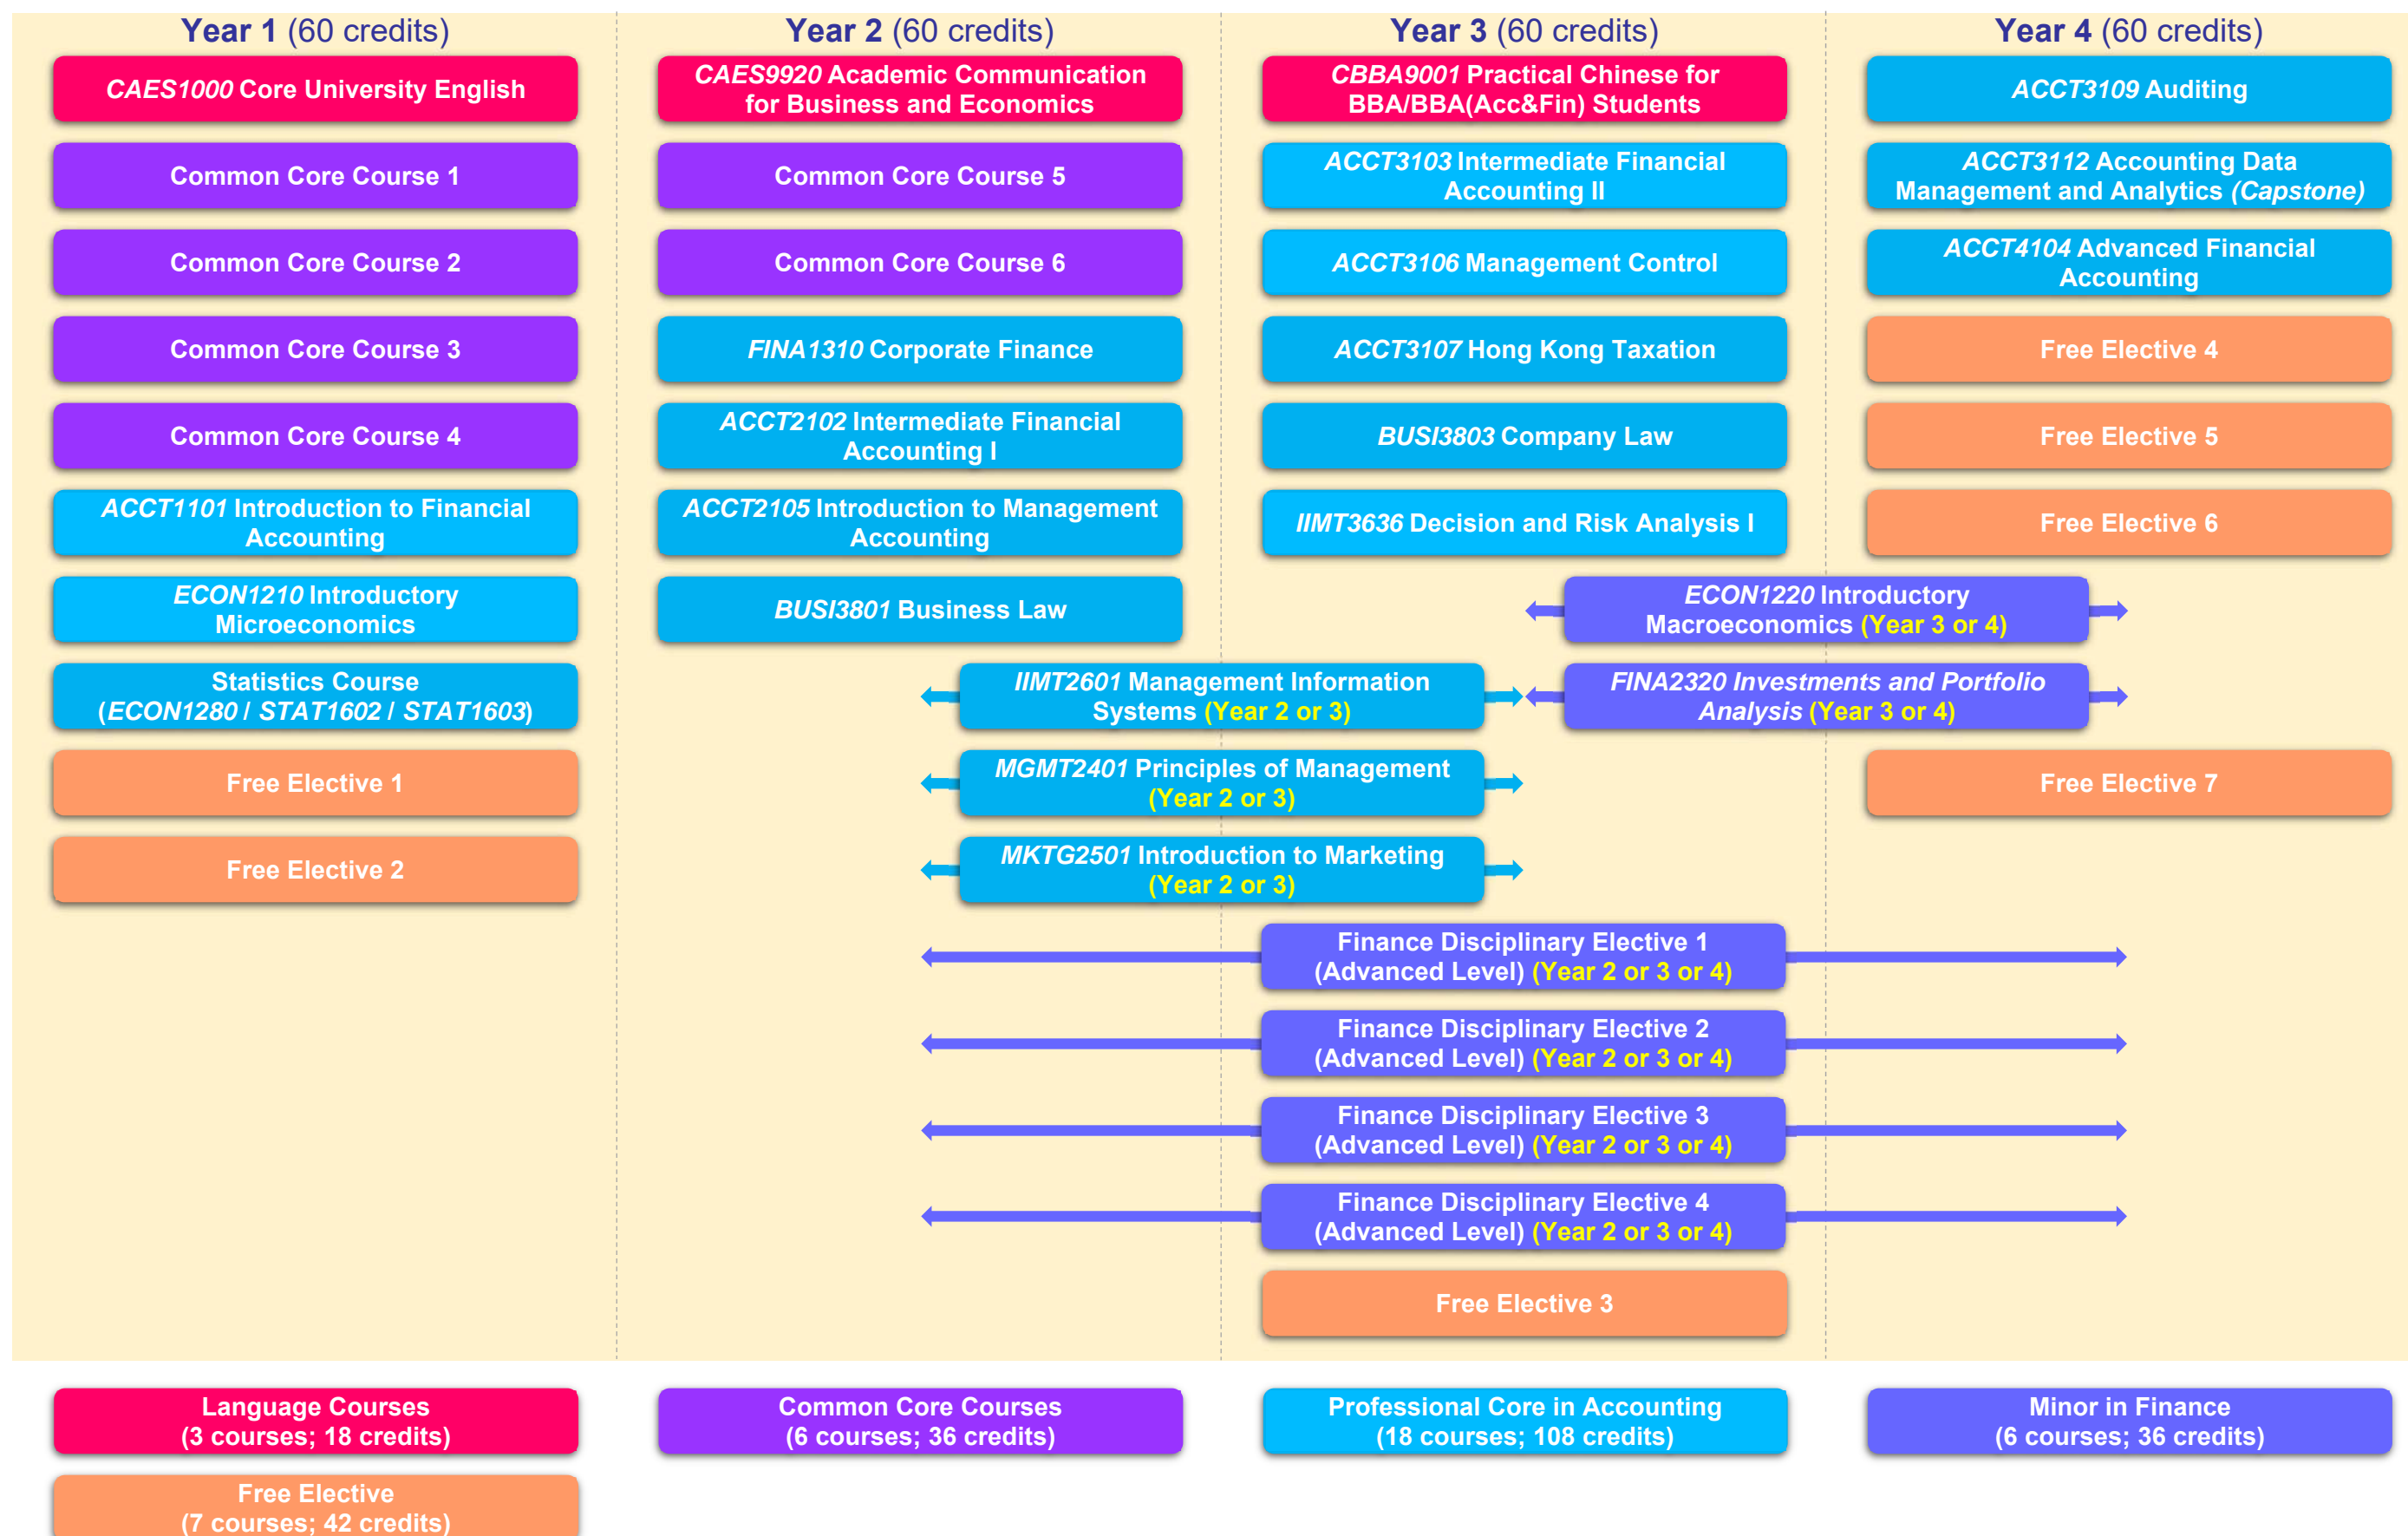 Year 1 (60 credits)
CAES1000 Core University English
Common Core Course 1
Common Core Course 2
Common Core Course 3
Common Core Course 4
ACCT1101 Introduction to Financial
Accounting
ECON1210 Introductory
Microeconomics
Statistics Course
(ECON1280 / STAT1602 / STAT1603)
Free Elective 1
Free Elective 2
Year 2 (60 credits)
CAES9920 Academic Communication
for Business and Economics
Common Core Course 5
Common Core Course 6
FINA1310 Corporate Finance
ACCT2102 Intermediate Financial
Accounting I
ACCT2105 Introduction to Management
Accounting
BUSI3801 Business Law
IIMT2601 Management Information
Systems (Year 2 or 3)
MGMT2401 Principles of Management
(Year 2 or 3)
MKTG2501 Introduction to Marketing
(Year 2 or 3)
Year 3 (60 credits)
CBBA9001 Practical Chinese for
BBA/BBA(Acc&Fin) Students
ACCT3103 Intermediate Financial
Accounting II
ACCT3106 Management Control
ACCT3107 Hong Kong Taxation
BUSI3803 Company Law
IIMT3636 Decision and Risk Analysis I
Finance Disciplinary Elective 1
(Advanced Level) (Year 2 or 3 or 4)
Finance Disciplinary Elective 2
(Advanced Level) (Year 2 or 3 or 4)
Finance Disciplinary Elective 3
(Advanced Level) (Year 2 or 3 or 4)
Finance Disciplinary Elective 4
(Advanced Level) (Year 2 or 3 or 4)
Free Elective 3
Year 4 (60 credits)
ACCT3109 Auditing
ACCT3112 Accounting Data
Management and Analytics (Capstone)
ACCT4104 Advanced Financial
Accounting
Free Elective 4
Free Elective 5
Free Elective 6
ECON1220 Introductory
Macroeconomics (Year 3 or 4)
FINA2320 Investments and Portfolio
Analysis (Year 3 or 4)
Free Elective 7
Language Courses
(3 courses; 18 credits)
Common Core Courses
(6 courses; 36 credits)
Professional Core in Accounting
(18 courses; 108 credits)
Minor in Finance
(6 courses; 36 credits)
Free Elective
(7 courses; 42 credits)